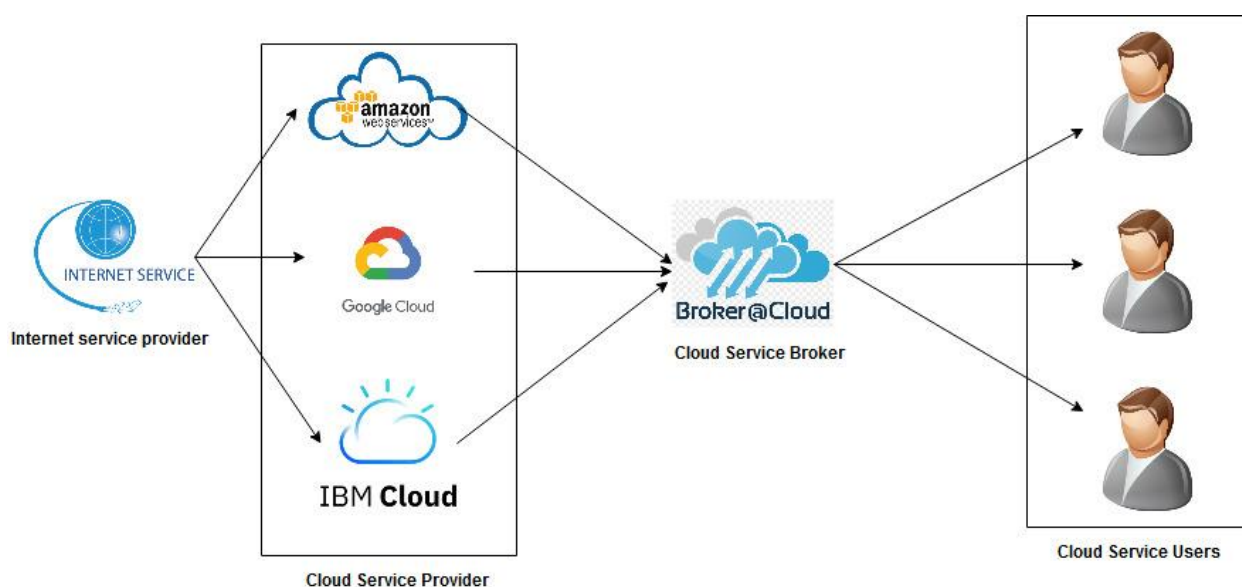 amazon
webservices™
INTERNET SERVICE
Internet service provider
Google Cloud
IBM Cloud
Cloud Service Provider
Broker@Cloud
Cloud Service Broker
Cloud Service Users